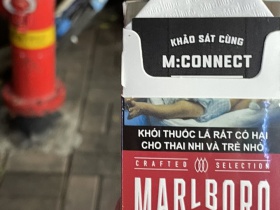 KHẢO SÁT CÙNG
M:CONNECT
KHÓI THUỐC LÁ RẤT CÓ HẠI
CHO THAI NHI VÀ TRẺ NHỎ
CRAFTED SELECTION
MARLBORO